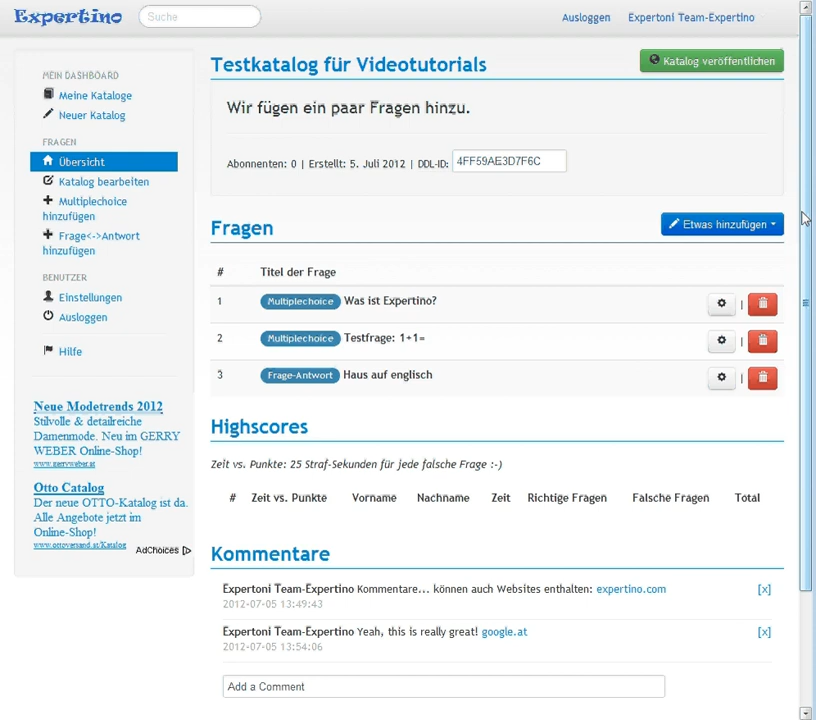 Expertino
Suche
Ausloggen
Expertoni Team-Expertino
MEIN DASHBOARD
Meine Kataloge
Neuer Katalog
FRAGEN
Übersicht
Katalog bearbeiten
Multiplechoice
hinzufügen
Frage<->Antwort
hinzufügen
BENUTZER
Einstellungen
Ausloggen
Hilfe
Neue Modetrends 2012
Stilvolle & detailreiche
Damenmode. Neu im GERRY
WEBER Online-Shop!
www.gerryweber.at
Otto Catalog
Der neue OTTO-Katalog ist da.
Alle Angebote jetzt im
Online-Shop!
www.ottoversand.at/Katalog
AdChoices
Testkatalog für Videotutorials
Katalog veröffentlichen
Wir fügen ein paar Fragen hinzu.
Abonnenten: 0 | Erstellt: 5. Juli 2012 | DDL-ID: 4FF59AE3D7F6C
Fragen
Etwas hinzufügen
# Titel der Frage
1 Multiplechoice Was ist Expertino? |
2 Multiplechoice Testfrage: 1+1= |
3 Frage-Antwort Haus auf englisch |
Highscores
Zeit vs. Punkte: 25 Straf-Sekunden für jede falsche Frage :-)
# Zeit vs. Punkte Vorname Nachname Zeit Richtige Fragen Falsche Fragen Total
Kommentare
Expertoni Team-Expertino Kommentare... können auch Websites enthalten: expertino.com [x]
2012-07-05 13:49:43
Expertoni Team-Expertino Yeah, this is really great! google.at [x]
2012-07-05 13:54:06
Add a Comment